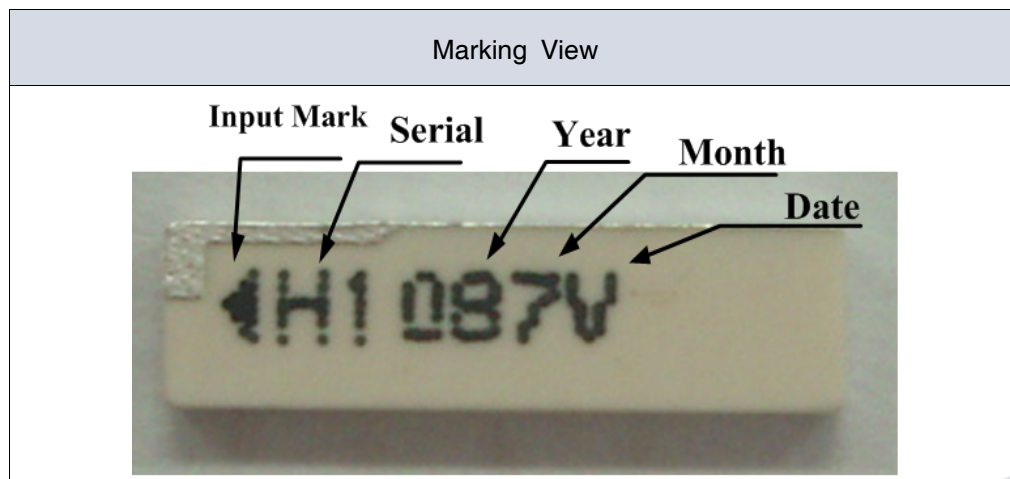 Marking View
Input Mark
Serial
Year
Month
Date
◀H1 087V